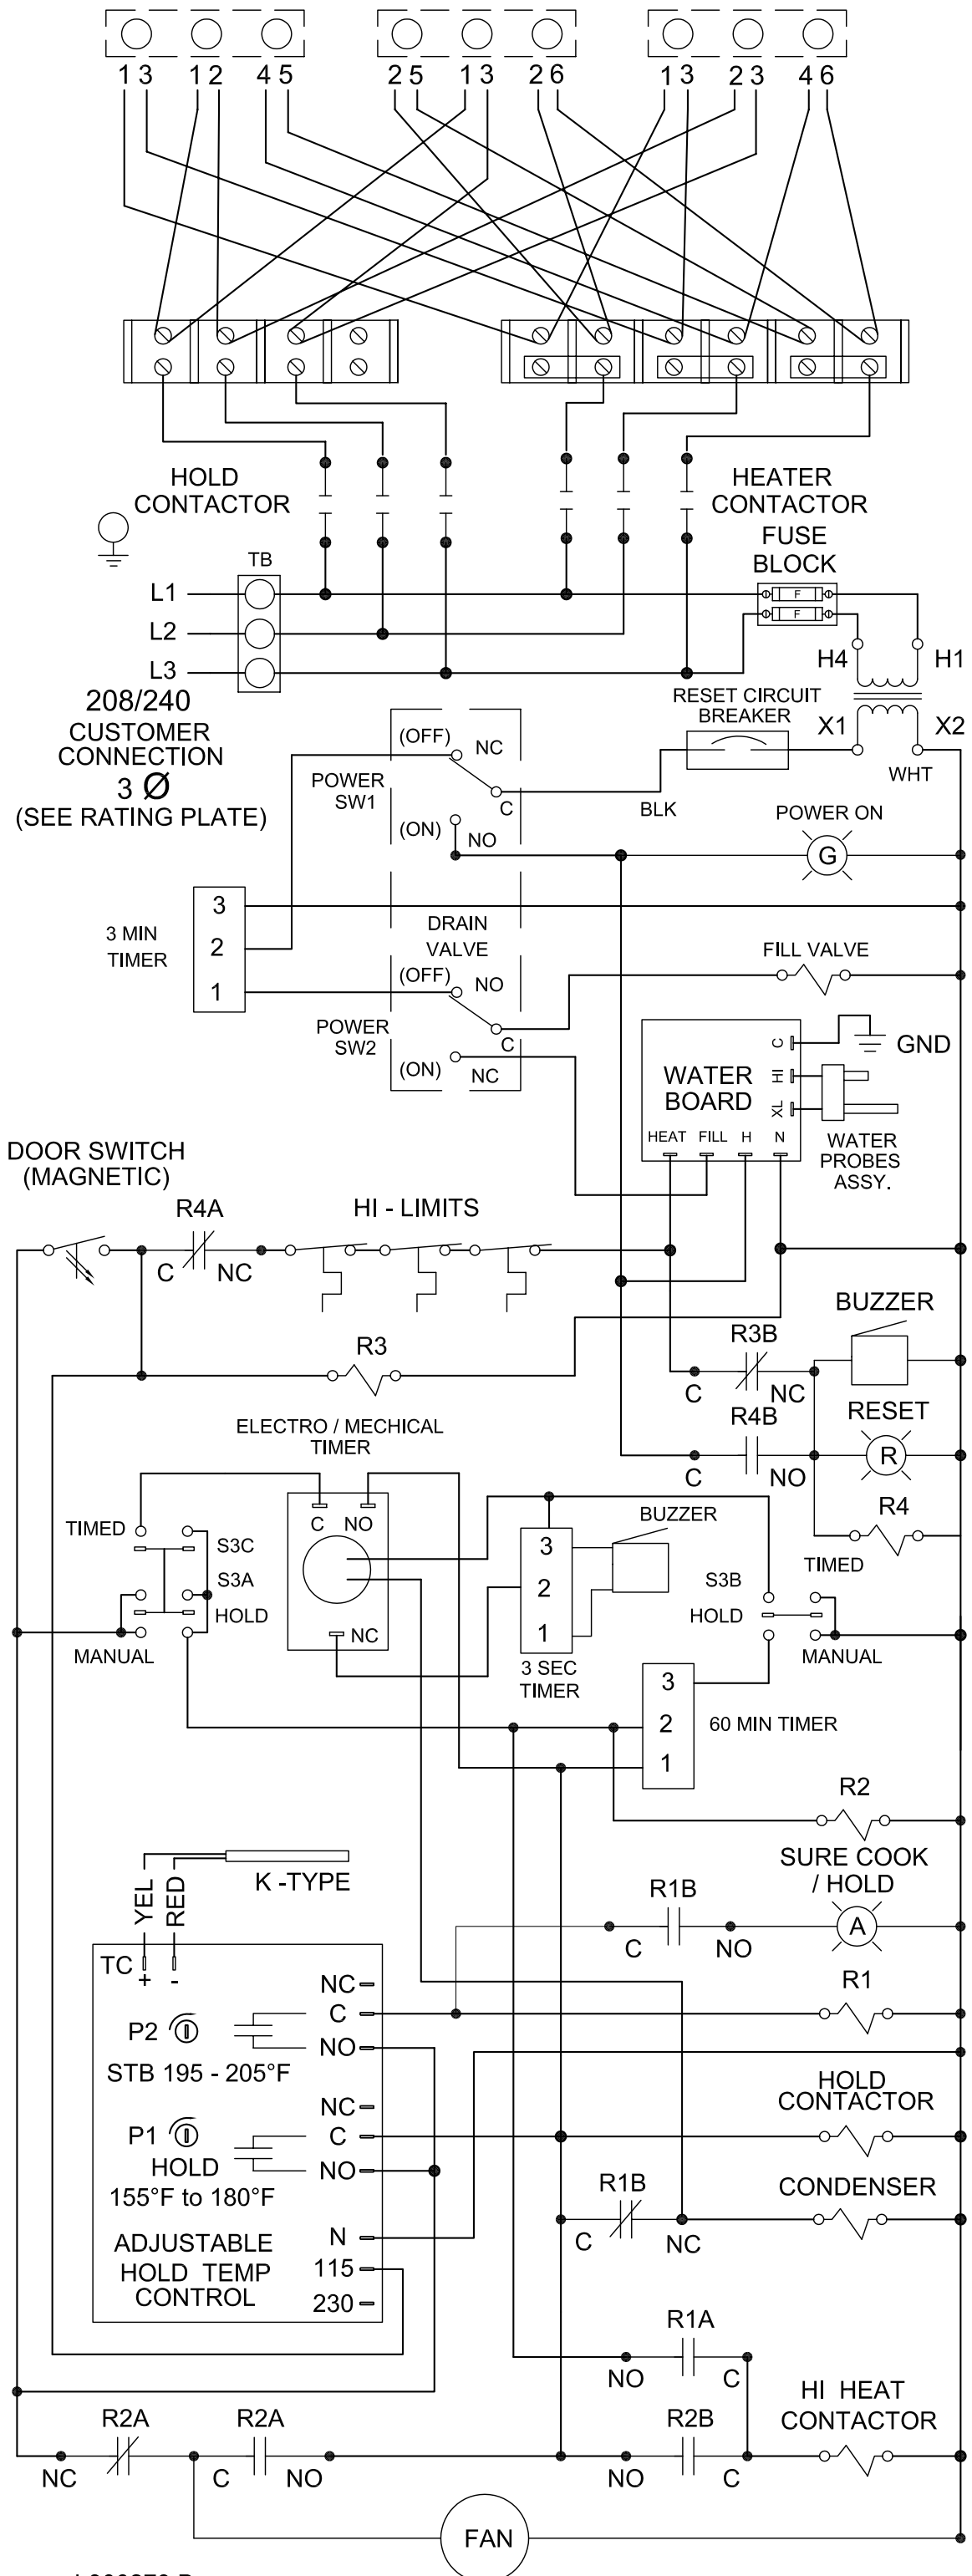 1 3 1 2 4 5 2 5 1 3 2 6 1 3 2 3 4 6
HOLD
CONTACTOR
HEATER
CONTACTOR
FUSE
BLOCK
TB
L1
F
L2
F
H4
H1
L3
208/240
CUSTOMER
CONNECTION
3 Ø
(SEE RATING PLATE)
RESET CIRCUIT
BREAKER
X1
X2
WHT
(OFF)
NC
POWER
SW1
C
BLK
(ON)
NO
POWER ON
G
3
3 MIN
TIMER
2
1
DRAIN
VALVE
FILL VALVE
(OFF)
NO
POWER
SW2
C
(ON)
NC
C
GND
WATER
BOARD
HI
XL
HEAT FILL H N
WATER
PROBES
ASSY.
DOOR SWITCH
(MAGNETIC)
R4A
HI - LIMITS
C
NC
BUZZER
R3
R3B
C
NC
R4B
RESET
R
C
NO
ELECTRO / MECHICAL
TIMER
R4
TIMED
C NO
BUZZER
TIMED
S3C
3
S3A
2
S3B
HOLD
HOLD
1
MANUAL
NC
3 SEC
TIMER
MANUAL
3
2
60 MIN TIMER
1
R2
SURE COOK
/ HOLD
K -TYPE
YEL
RED
R1B
A
C
NO
TC
+ -
NC
R1
P2
C
NO
STB 195 - 205°F
HOLD
CONTACTOR
NC
P1
C
HOLD
NO
155°F to 180°F
R1B
CONDENSER
C
NC
ADJUSTABLE
N
HOLD TEMP
115
CONTROL
230
R1A
NO
C
HI HEAT
CONTACTOR
R2A
R2A
R2B
NC
C
NO
NO
C
FAN